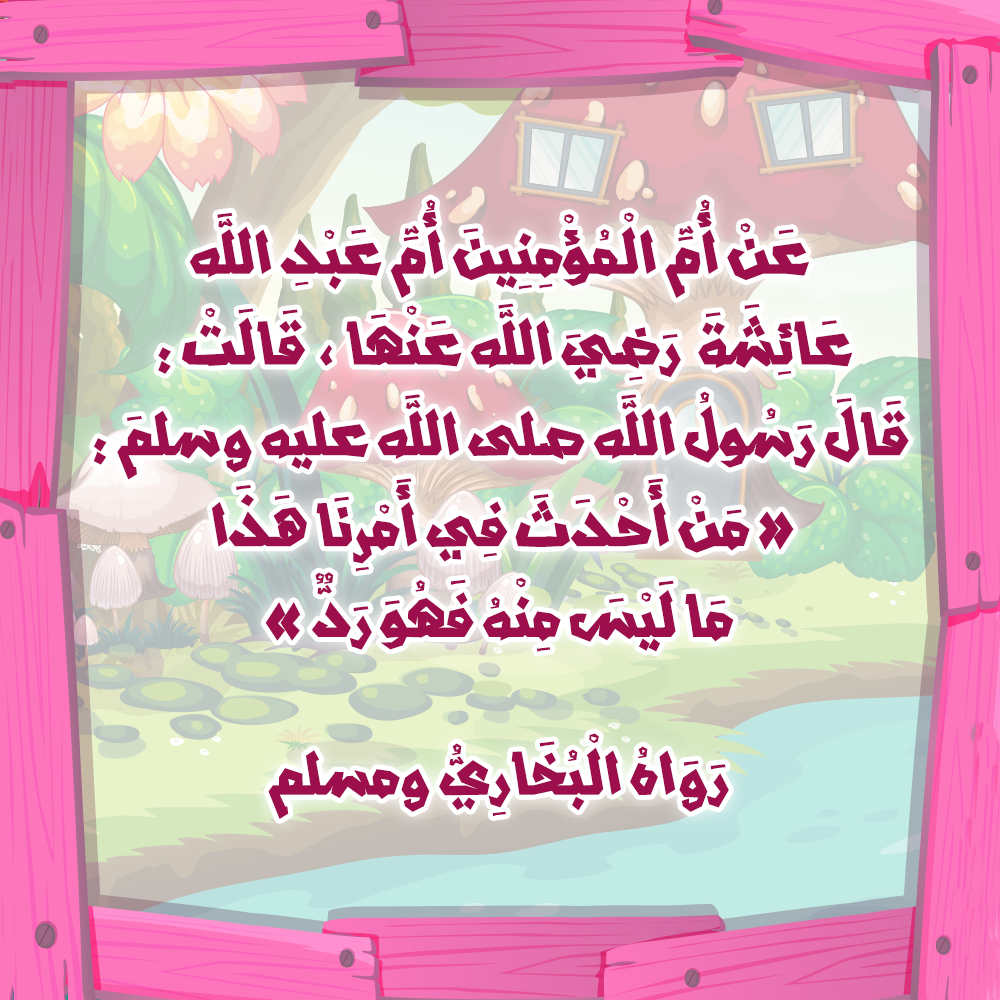 عَنْ أُمَّ الْمُؤْمِنِينَ أُمَّ عَبْدِ اللَّه
عَائِشَةَ رَضِيَ اللَّه عَنْهَا ، قَالَتْ :
قَالَ رَسُولُ اللَّه صلى اللَّه عليه وسلمَ :
« مَنْ أَحْدَثَ فِي أَمْرِنَا هَذَا
مَا لَيْسَ مِنْهُ فَهُوَ رَدٌّ »
رَوَاهُ الْبُخَارِيُّ ومسلم